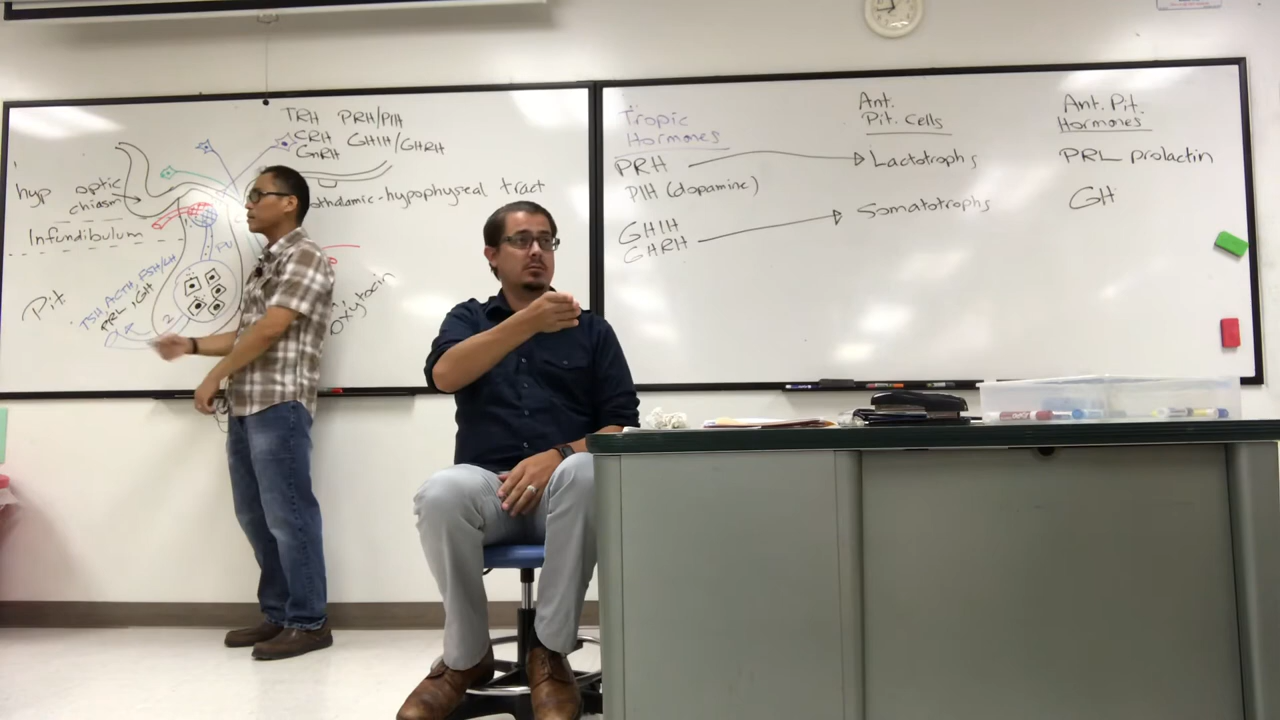 TRH PRH/PIH
CRH GHIH/GHRH
GnRH
hyp optic
chiasm
othalamic-hypophyseal tract
Infundibulum
PV
Pit.
TSH, ACTH, FSH/LH
PRL, GH
2
oxytocin
Tropic
Hormones
PRH
PIH (dopamine)
GHIH
GHRH
Ant.
Pit. Cells
Lactotrophs
Somatotrophs
Ant. Pit.
Hormones
PRL prolactin
GH